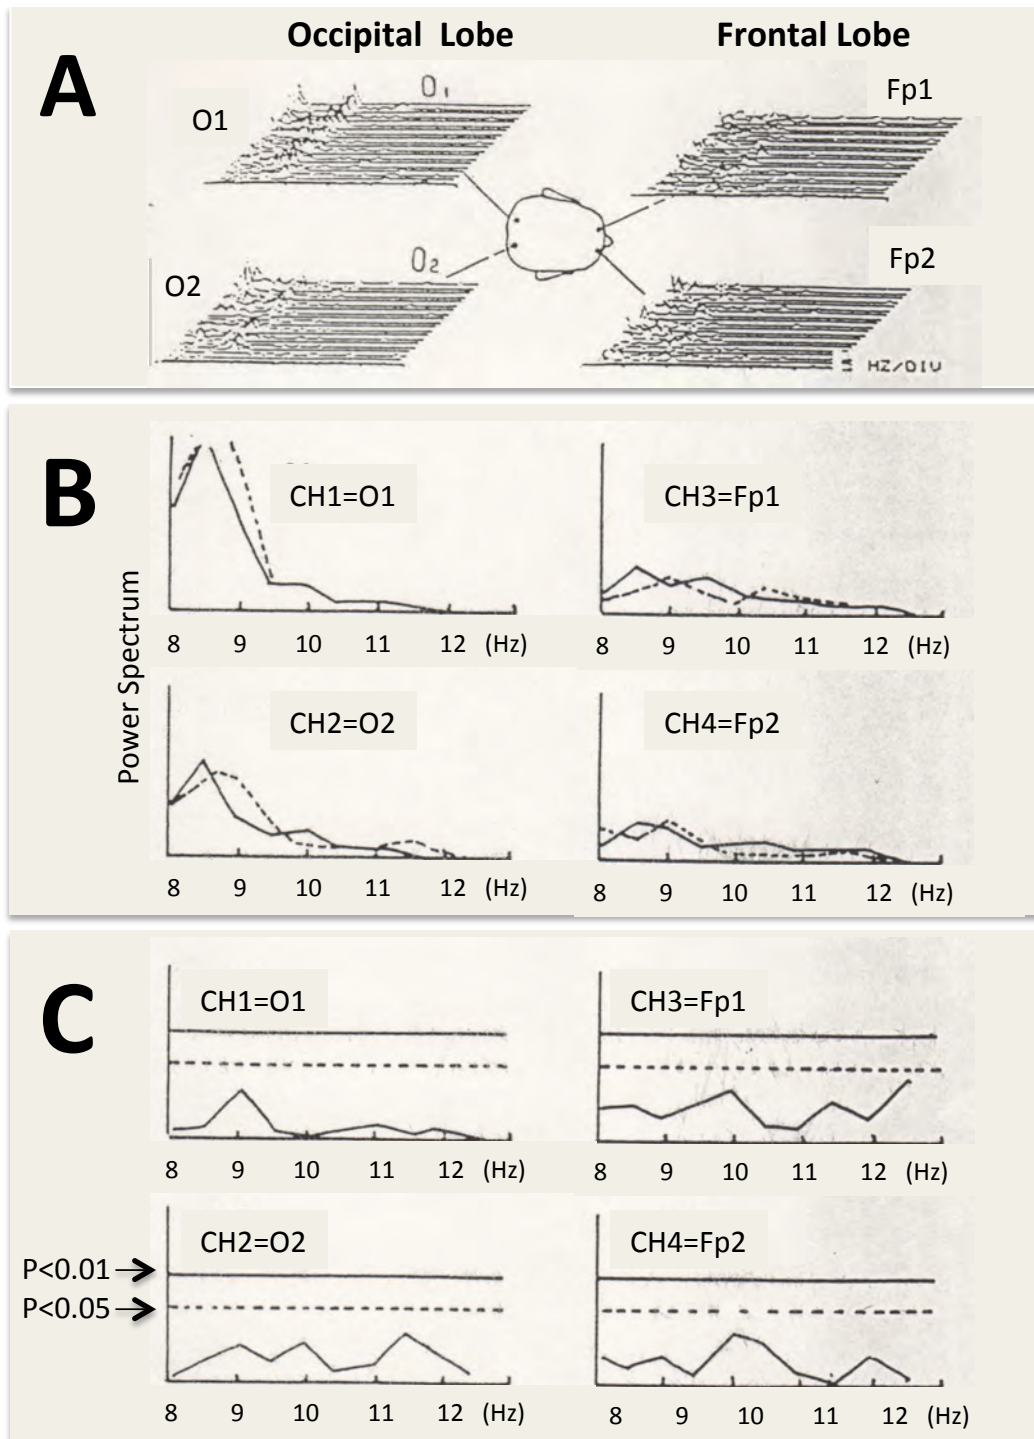 Occipital Lobe
Frontal Lobe
A
O1
O1
Fp1
O2
O2
Fp2
HZ/DIV
B
Power Spectrum
CH1=O1
8 9 10 11 12 (Hz)
CH3=Fp1
8 9 10 11 12 (Hz)
CH2=O2
8 9 10 11 12 (Hz)
CH4=Fp2
8 9 10 11 12 (Hz)
C
CH1=O1
8 9 10 11 12 (Hz)
CH3=Fp1
8 9 10 11 12 (Hz)
P<0.01
P<0.05
CH2=O2
8 9 10 11 12 (Hz)
CH4=Fp2
8 9 10 11 12 (Hz)